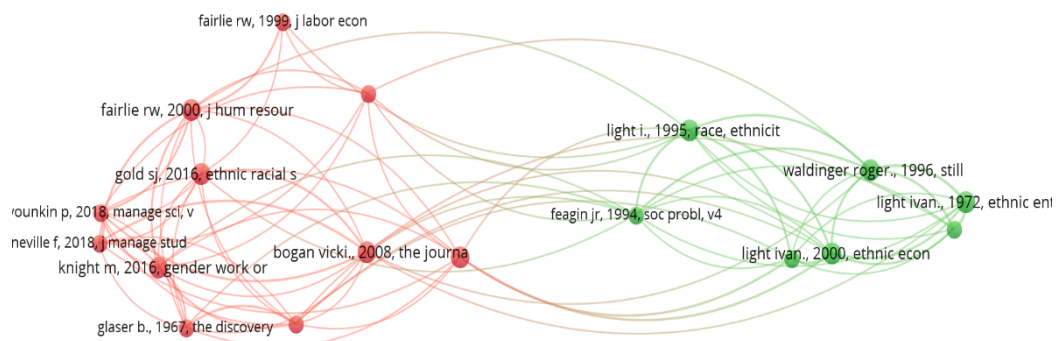 fairlie rw, 1999, j labor econ
fairlie rw, 2000, j hum resour
light i., 1995, race, ethnicit
gold sj, 2016, ethnic racial s
waldinger roger., 1996, still
younkin p, 2018, manage sci, v
feagin jr, 1994, soc probl, v4
light ivan., 1972, ethnic ent
neville f, 2018, j manage stud
knight m, 2016, gender work or
bogan vicki., 2008, the journa
light ivan., 2000, ethnic econ
glaser b., 1967, the discovery